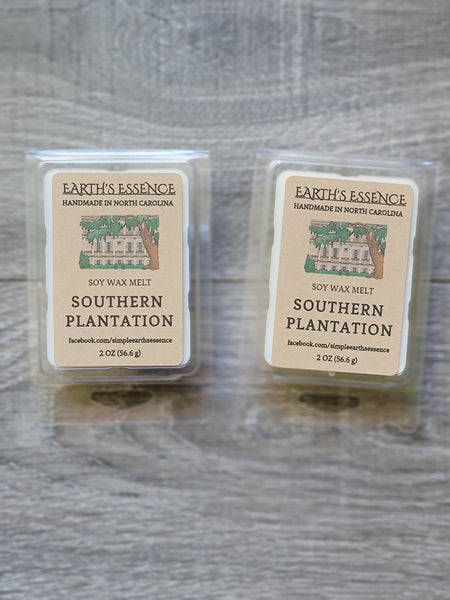 EARTH'S ESSENCE
HANDMADE IN NORTH CAROLINA
SOY WAX MELT
SOUTHERN
PLANTATION
facebook.com/simpleearthsessence
2 OZ (56.6 g)
EARTH'S ESSENCE
HANDMADE IN NORTH CAROLINA
SOY WAX MELT
SOUTHERN
PLANTATION
facebook.com/simpleearthsessence
2 OZ (56.6 g)